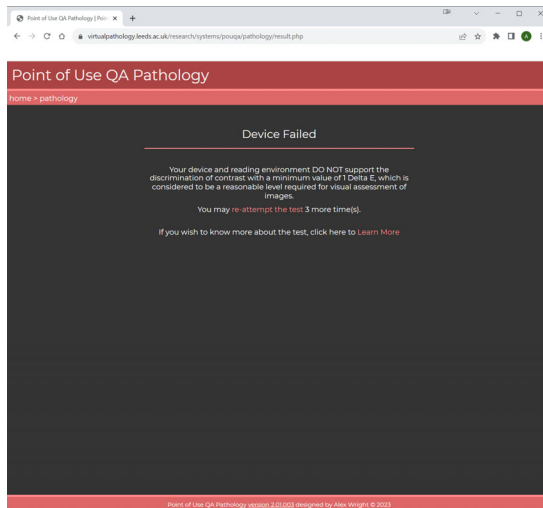 Point of Use QA Pathology | Poin
virtualpathology.leeds.ac.uk/research/systems/pouqa/pathology/result.php
A
Point of Use QA Pathology
home > pathology
Device Failed
Your device and reading environment DO NOT support the
discrimination of contrast with a minimum value of 1 Delta E, which is
considered to be a reasonable level required for visual assessment of
images.
You may re-attempt the test 3 more time(s).
If you wish to know more about the test, click here to Learn More
Point of Use QA Pathology version 2.01.003 designed by Alex Wright © 2023